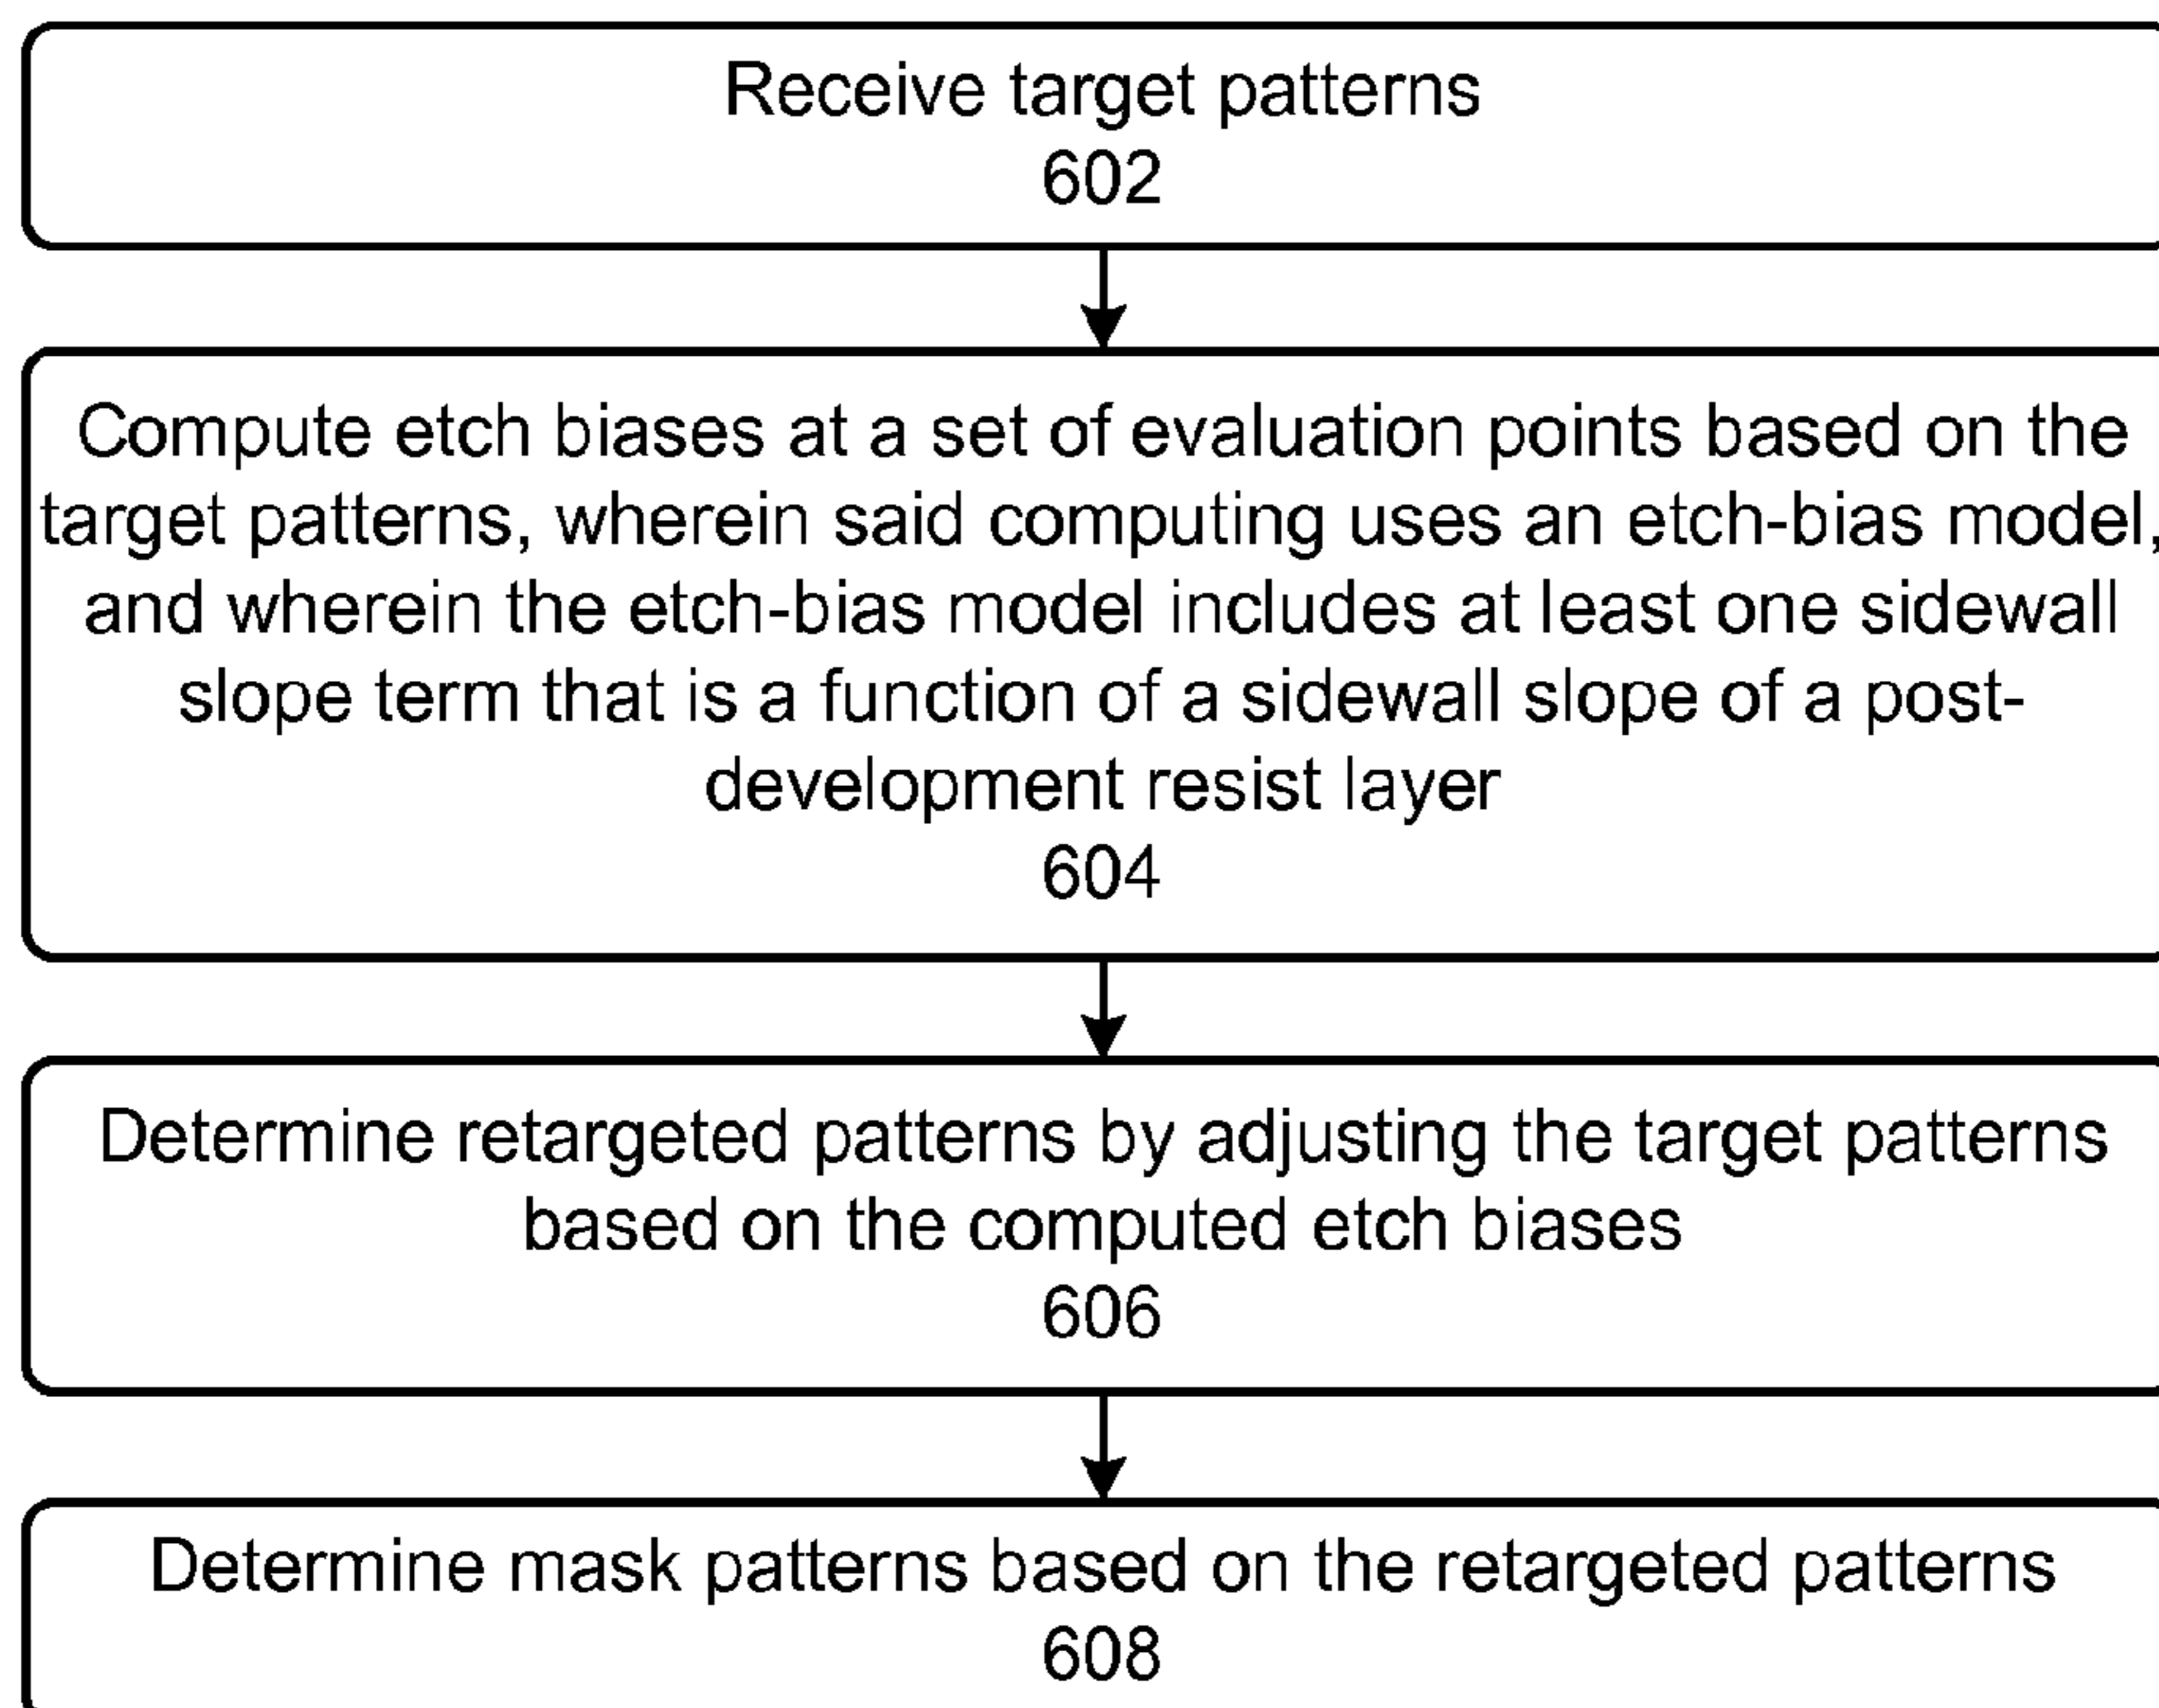 Receive target patterns
602
Compute etch biases at a set of evaluation points based on the
target patterns, wherein said computing uses an etch-bias model,
and wherein the etch-bias model includes at least one sidewall
slope term that is a function of a sidewall slope of a post-
development resist layer
604
Determine retargeted patterns by adjusting the target patterns
based on the computed etch biases
606
Determine mask patterns based on the retargeted patterns
608